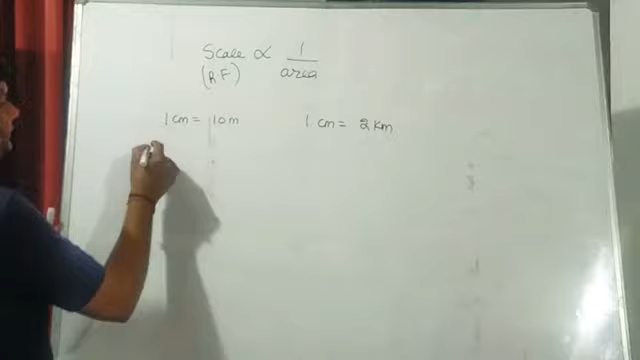 Scale ∝ 1/area
(RF)
1 cm = 10 m
1 cm = 2 km